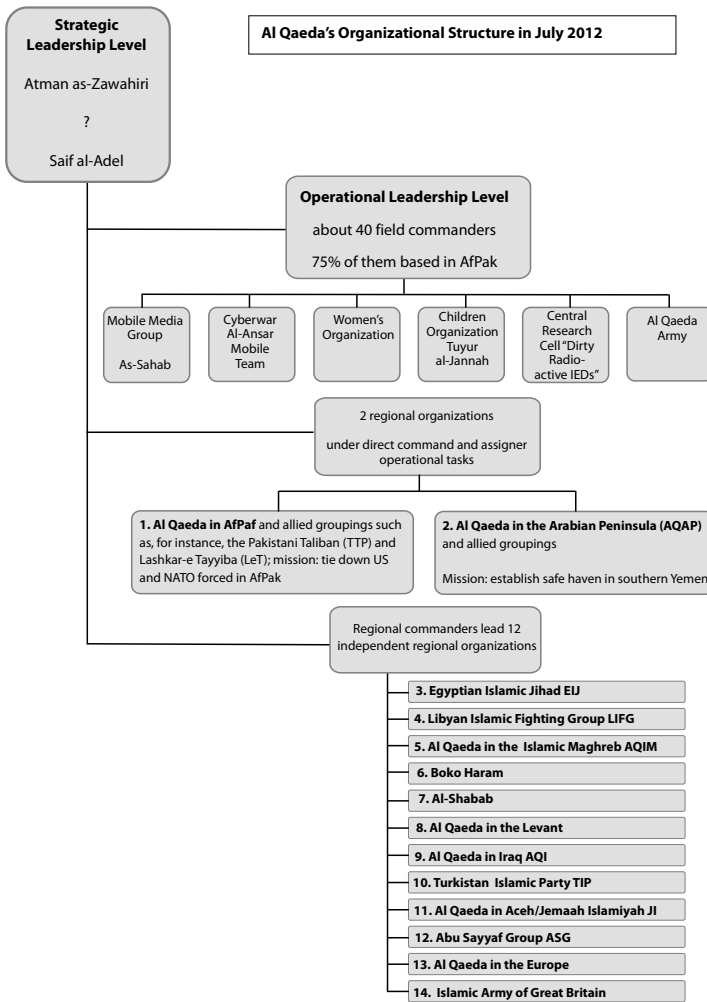 Strategic
Leadership Level
Atman as-Zawahiri
?
Saif al-Adel
Al Qaeda's Organizational Structure in July 2012
Operational Leadership Level
about 40 field commanders
75% of them based in AfPak
Mobile Media
Group
As-Sahab
Cyberwar
Al-Ansar
Mobile
Team
Women's
Organization
Children
Organization
Tuyur
al-Jannah
Central
Research
Cell "Dirty
Radio-
active IEDs"
Al Qaeda
Army
2 regional organizations
under direct command and assigner
operational tasks
1. Al Qaeda in AfPaf and allied groupings such
as, for instance, the Pakistani Taliban (TTP) and
Lashkar-e Tayyiba (LeT); mission: tie down US
and NATO forced in AfPak
2. Al Qaeda in the Arabian Peninsula (AQAP)
and allied groupings
Mission: establish safe haven in southern Yemen
Regional commanders lead 12
independent regional organizations
3. Egyptian Islamic Jihad EIJ
4. Libyan Islamic Fighting Group LIFG
5. Al Qaeda in the Islamic Maghreb AQIM
6. Boko Haram
7. Al-Shabab
8. Al Qaeda in the Levant
9. Al Qaeda in Iraq AQI
10. Turkistan Islamic Party TIP
11. Al Qaeda in Aceh/Jemaah Islamiyah JI
12. Abu Sayyaf Group ASG
13. Al Qaeda in the Europe
14. Islamic Army of Great Britain